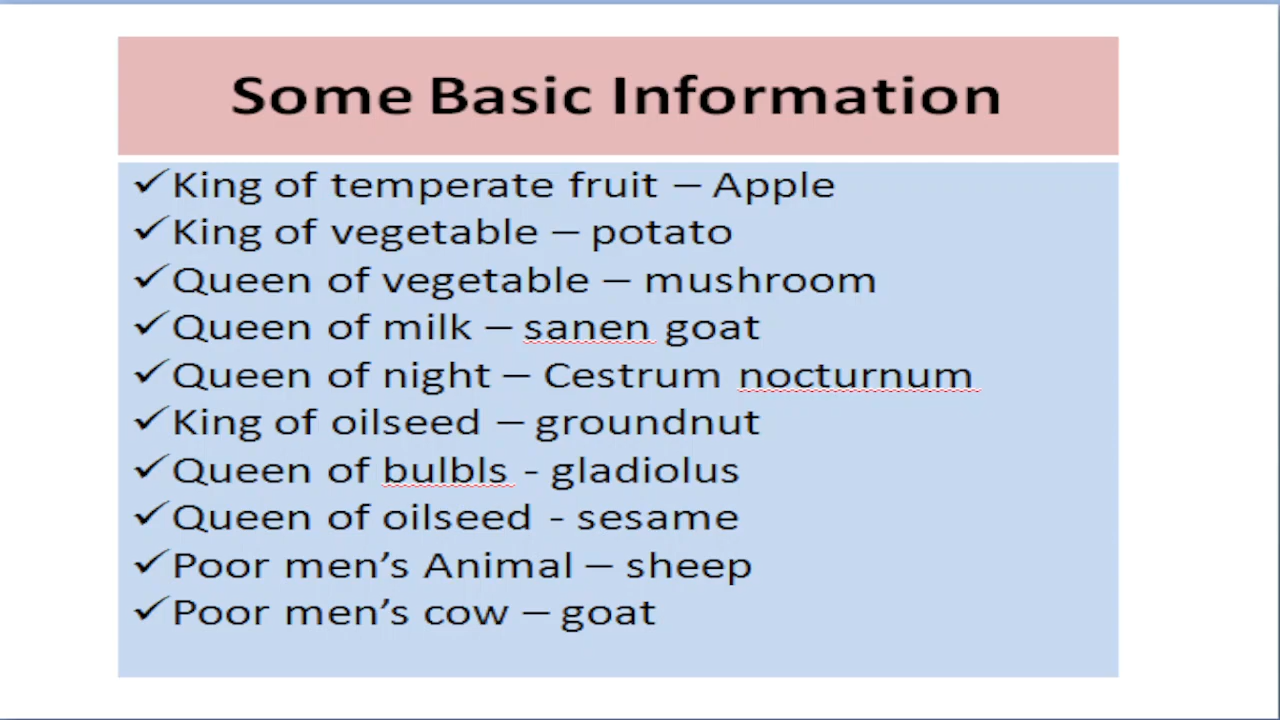 Some Basic Information
✓King of temperate fruit – Apple
✓King of vegetable – potato
✓Queen of vegetable – mushroom
✓Queen of milk – sanen goat
✓Queen of night – Cestrum nocturnum
✓King of oilseed – groundnut
✓Queen of bulbls - gladiolus
✓Queen of oilseed - sesame
✓Poor men’s Animal – sheep
✓Poor men’s cow – goat